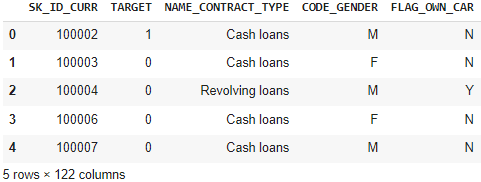 SK_ID_CURR TARGET NAME_CONTRACT_TYPE CODE_GENDER FLAG_OWN_CAR
0 100002 1 Cash loans M N
1 100003 0 Cash loans F N
2 100004 0 Revolving loans M Y
3 100006 0 Cash loans F N
4 100007 0 Cash loans M N
5 rows × 122 columns